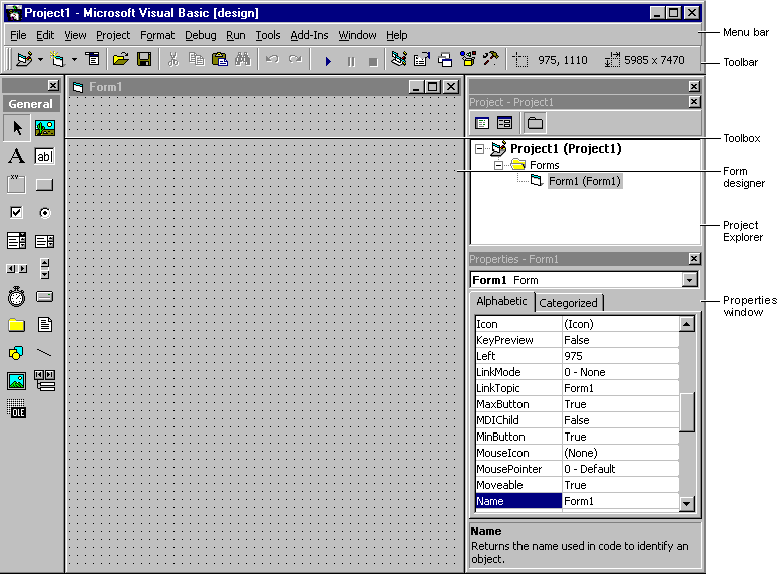 Project1 - Microsoft Visual Basic [design]
File Edit View Project Format Debug Run Tools Add-Ins Window Help
Menu bar
975, 1110 5985 x 7470
Toolbar
General
A
ab
xy
OLE
Form1
Project - Project1
Toolbox
Project1 (Project1)
Forms
Form1 (Form1)
Form
designer
Project
Explorer
Properties - Form1
Form1 Form
Alphabetic Categorized
Properties
window
Icon (Icon)
KeyPreview False
Left 975
LinkMode 0 - None
LinkTopic Form1
MaxButton True
MDIChild False
MinButton True
MouseIcon (None)
MousePointer 0 - Default
Moveable True
Name Form1
Name
Returns the name used in code to identify an
object.